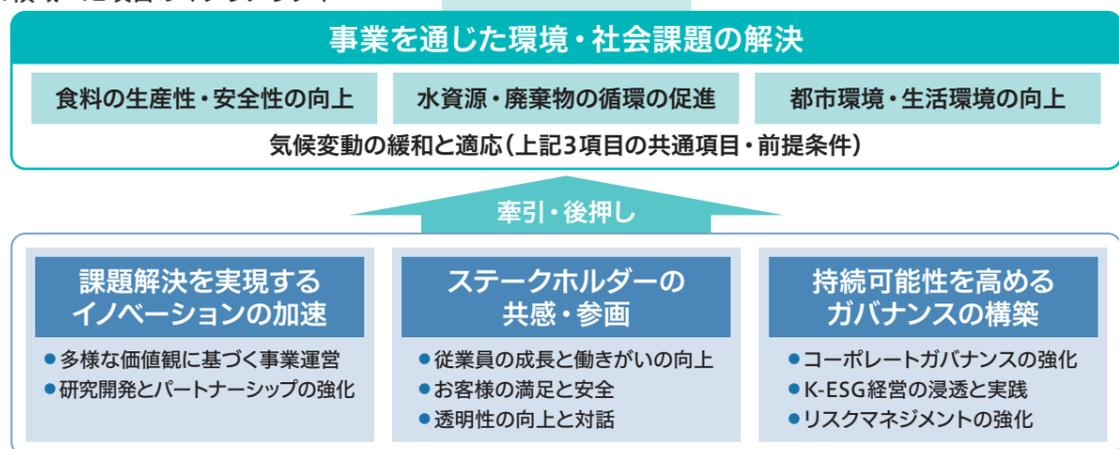 事業を通じた環境・社会課題の解決
食料の生産性・安全性の向上
水資源・廃棄物の循環の促進
都市環境・生活環境の向上
気候変動の緩和と適応(上記3項目の共通項目・前提条件)
牽引・後押し
課題解決を実現する
イノベーションの加速
●多様な価値観に基づく事業運営
●研究開発とパートナーシップの強化
ステークホルダーの
共感・参画
●従業員の成長と働きがいの向上
●お客様の満足と安全
●透明性の向上と対話
持続可能性を高める
ガバナンスの構築
●コーポレートガバナンスの強化
●K-ESG経営の浸透と実践
●リスクマネジメントの強化